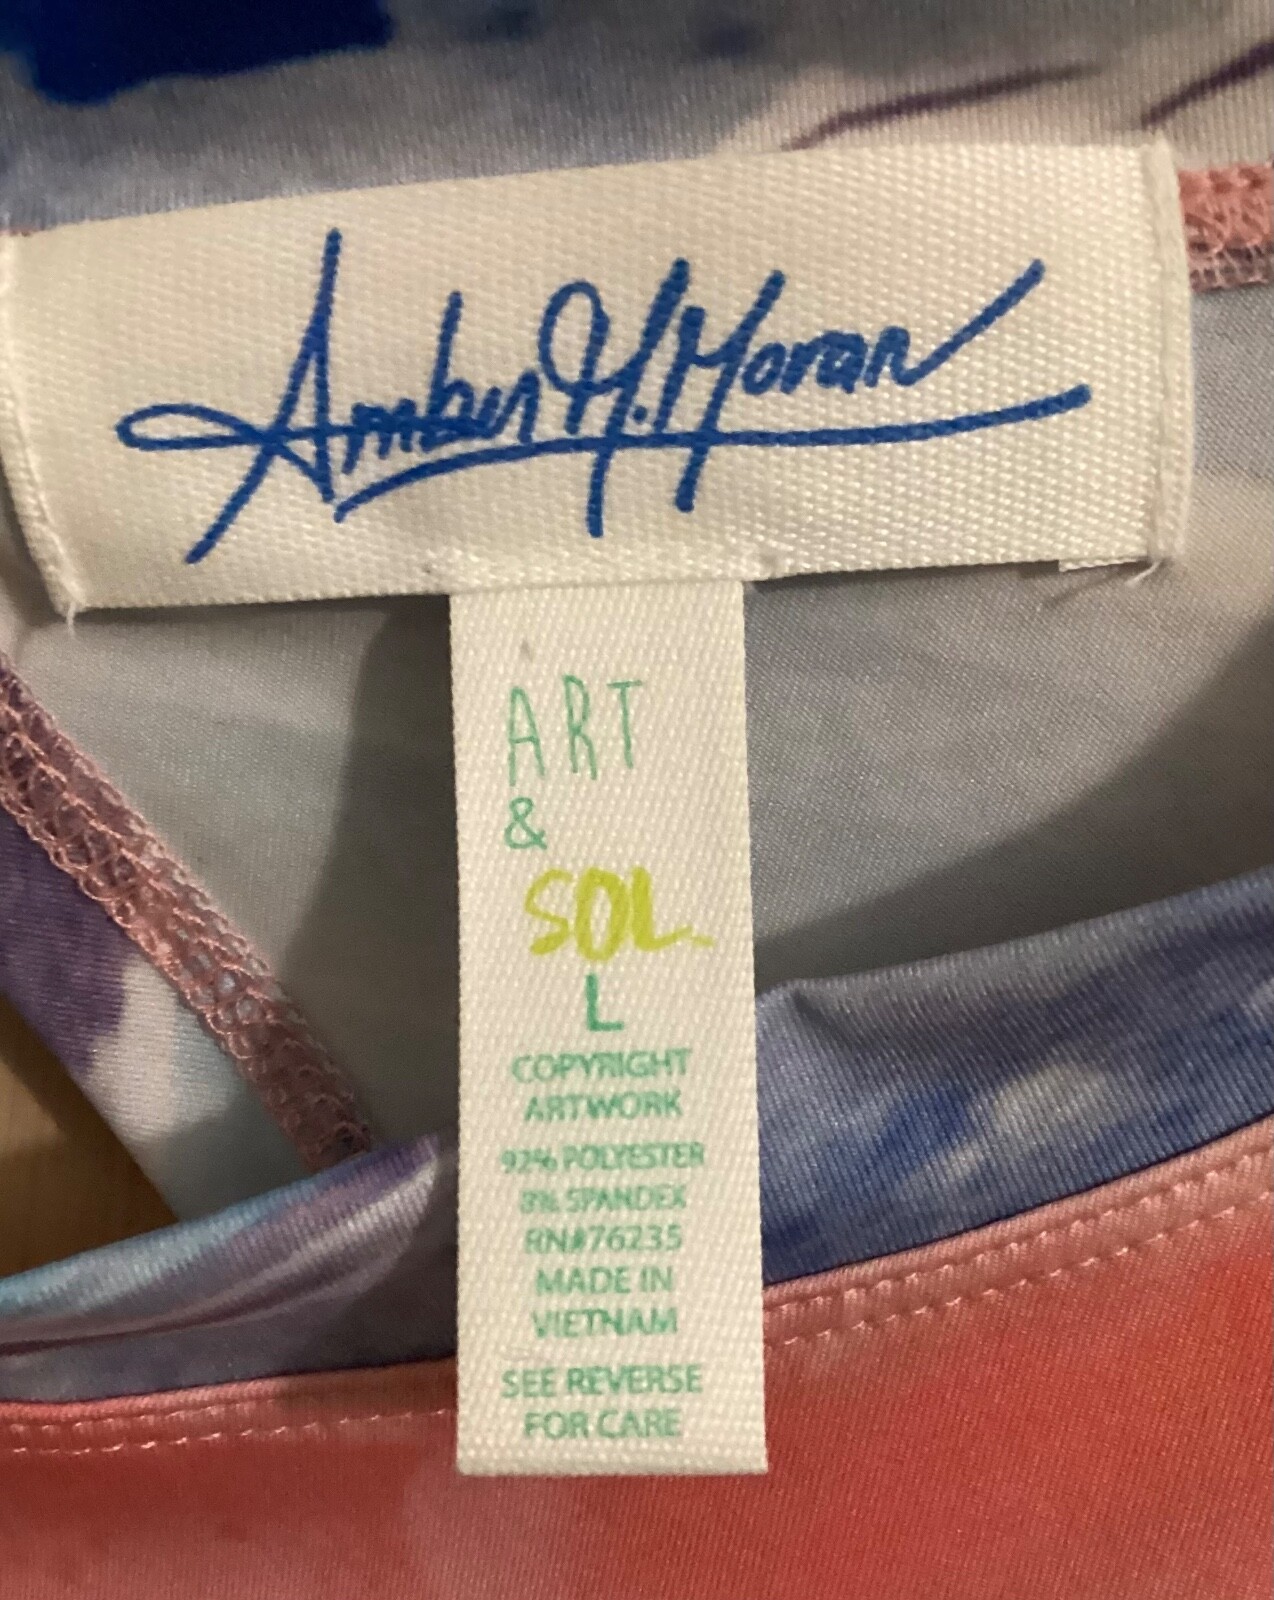 Amber M. Moran
ART
&
SOL
L
COPYRIGHT
ARTWORK
92% POLYESTER
8% SPANDEX
RN#76235
MADE IN
VIETNAM
SEE REVERSE
FOR CARE